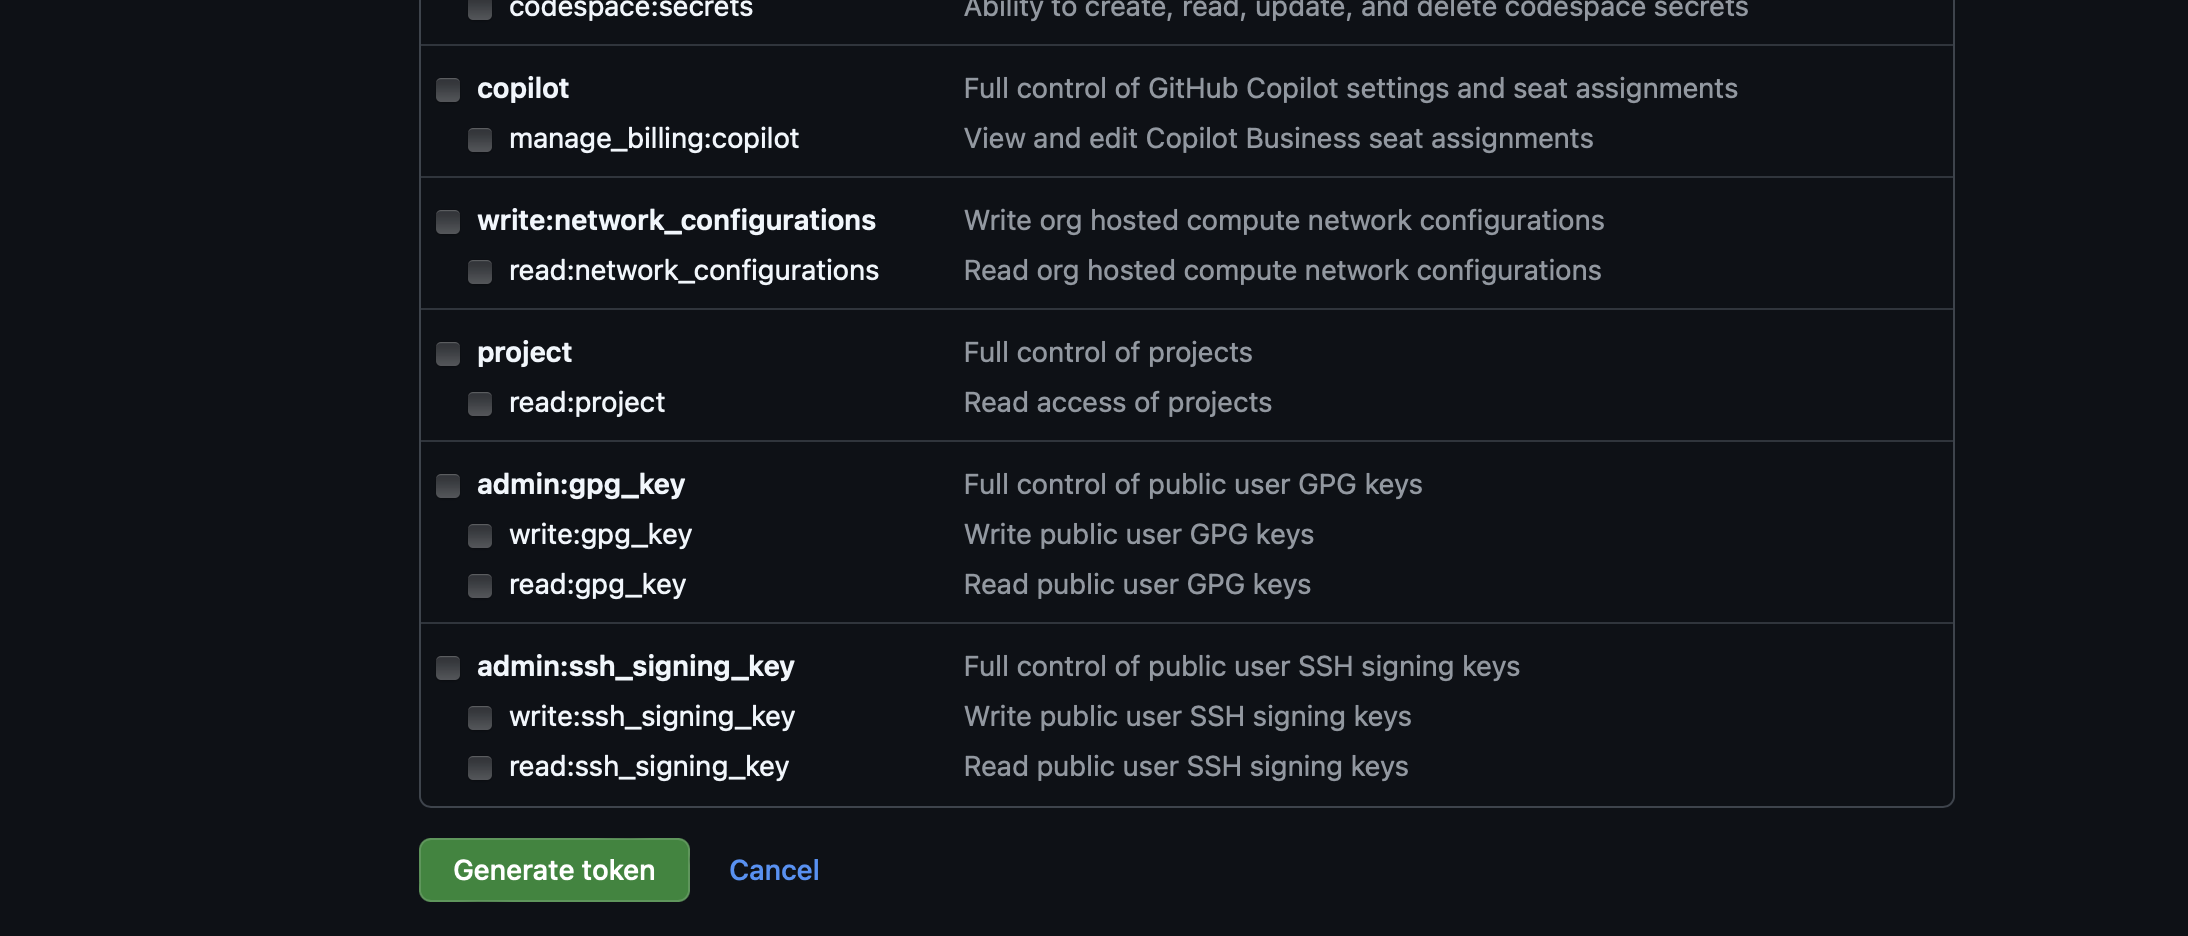 codespace:secrets Ability to create, read, update, and delete codespace secrets
copilot Full control of GitHub Copilot settings and seat assignments
manage_billing:copilot View and edit Copilot Business seat assignments
write:network_configurations Write org hosted compute network configurations
read:network_configurations Read org hosted compute network configurations
project Full control of projects
read:project Read access of projects
admin:gpg_key Full control of public user GPG keys
write:gpg_key Write public user GPG keys
read:gpg_key Read public user GPG keys
admin:ssh_signing_key Full control of public user SSH signing keys
write:ssh_signing_key Write public user SSH signing keys
read:ssh_signing_key Read public user SSH signing keys
Generate token Cancel